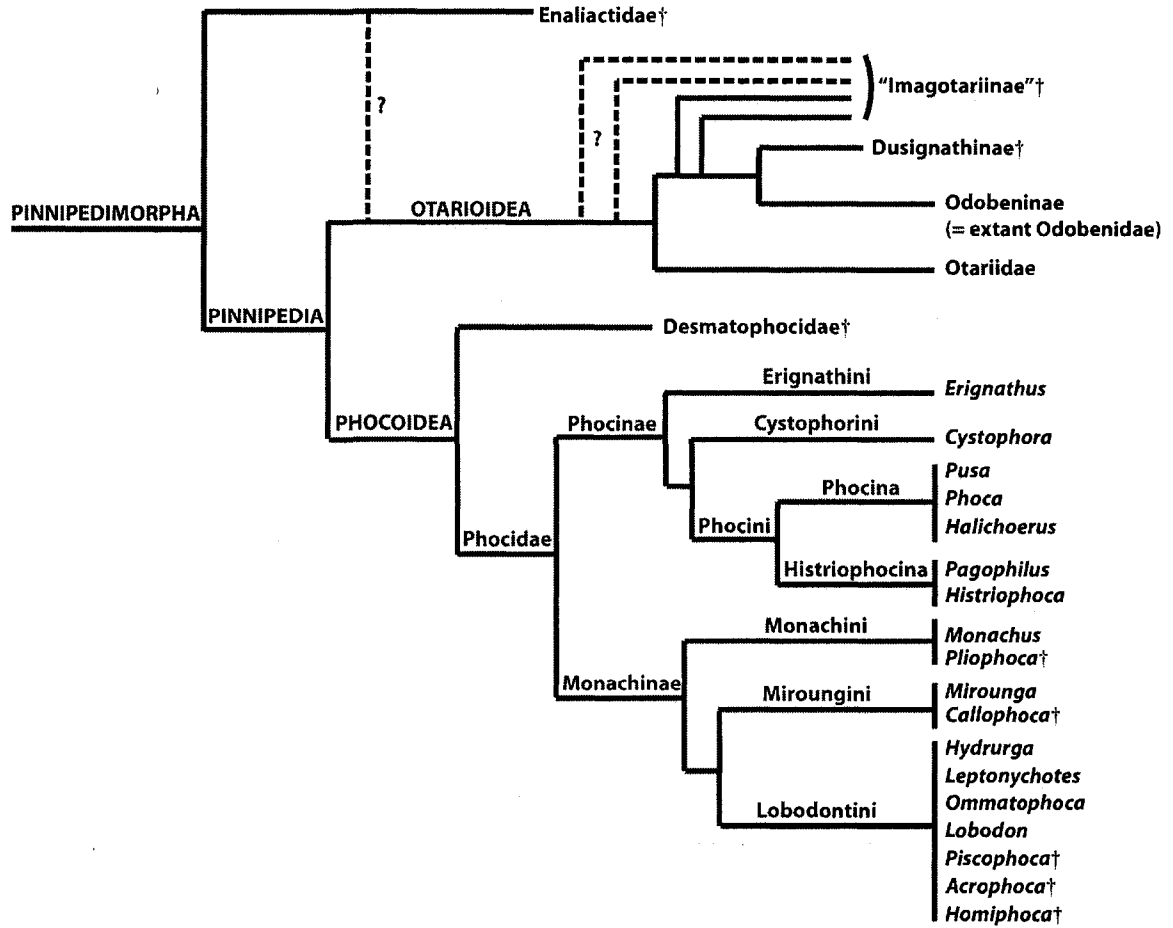 Enaliactidae†
"Imagotariinae"†
?
?
Dusignathinae†
PINNIPEDIMORPHA
OTARIOIDEA
Odobeninae
(= extant Odobenidae)
Otariidae
PINNIPEDIA
Desmatophocidae†
Erignathini
Erignathus
PHOCOIDEA
Phocinae
Cystophorini
Cystophora
Pusa
Phocina
Phoca
Phocini
Halichoerus
Phocidae
Histriophocina
Pagophilus
Histriophoca
Monachini
Monachus
Pliophoca†
Monachinae
Miroungini
Mirounga
Callophoca†
Hydrurga
Leptonychotes
Ommatophoca
Lobodontini
Lobodon
Piscophoca†
Acrophoca†
Homiphoca†